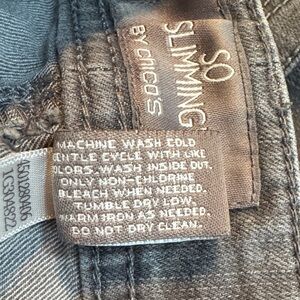 SO
SLIMMING
BY CHICO'S
MACHINE WASH COLD
GENTLE CYCLE WITH LIKE
COLORS. WASH INSIDE OUT.
ONLY NON-CHLORINE
BLEACH WHEN NEEDED.
TUMBLE DRY LOW.
WARM IRON AS NEEDED.
DO NOT DRY CLEAN.